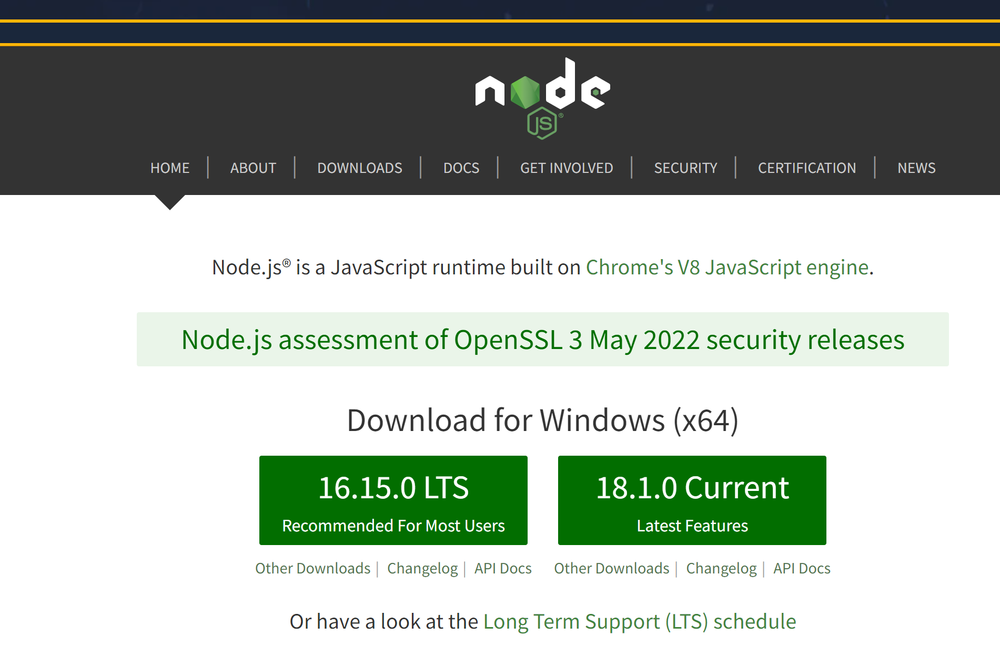 node
JS®
HOME | ABOUT | DOWNLOADS | DOCS | GET INVOLVED | SECURITY | CERTIFICATION | NEWS
Node.js® is a JavaScript runtime built on Chrome's V8 JavaScript engine.
Node.js assessment of OpenSSL 3 May 2022 security releases
Download for Windows (x64)
16.15.0 LTS
Recommended For Most Users
18.1.0 Current
Latest Features
Other Downloads | Changelog | API Docs
Other Downloads | Changelog | API Docs
Or have a look at the Long Term Support (LTS) schedule